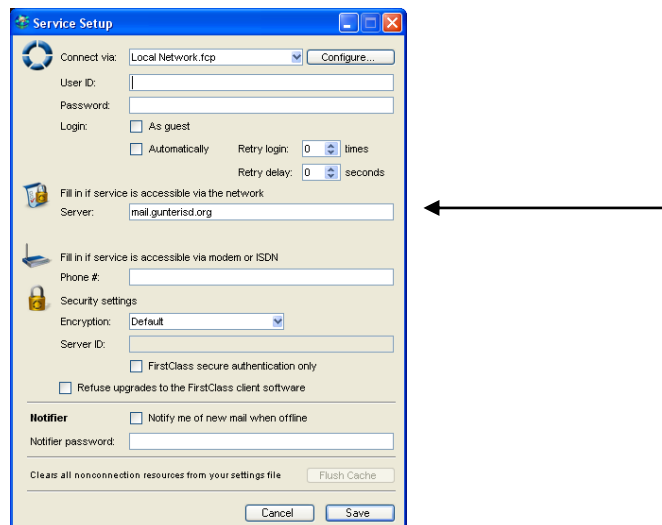 Service Setup
Connect via: Local Network.fcp Configure...
User ID:
Password:
Login: As guest
Automatically Retry login: 0 times
Retry delay: 0 seconds
Fill in if service is accessible via the network
Server: mail.gunterisd.org
Fill in if service is accessible via modem or ISDN
Phone #:
Security settings
Encryption: Default
Server ID:
FirstClass secure authentication only
Refuse upgrades to the FirstClass client software
Notifier Notify me of new mail when offline
Notifier password:
Clears all nonconnection resources from your settings file Flush Cache
Cancel Save